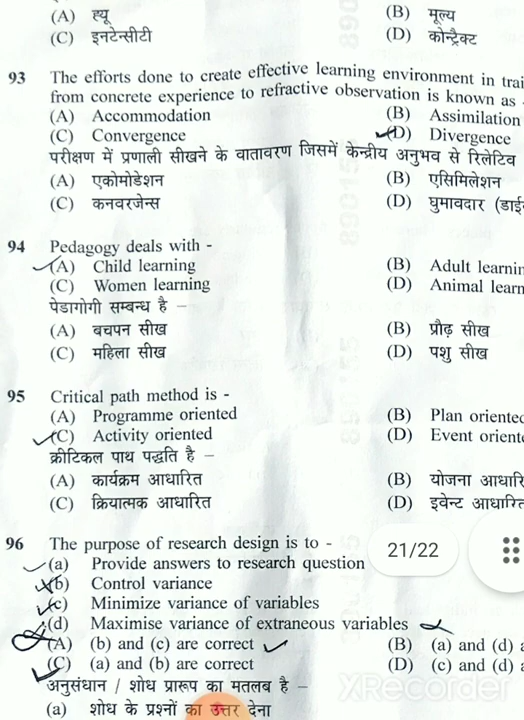 (A) ह्यू (B) मूल्य
(C) इनटेन्सीटी (D) कोन्ट्रैक्ट
93 The efforts done to create effective learning environment in trai
from concrete experience to refractive observation is known as
(A) Accommodation (B) Assimilation
(C) Convergence (D) Divergence
परीक्षण में प्रणाली सीखने के वातावरण जिसमें केन्द्रीय अनुभव से रिलेटिव
(A) एकोमोडेशन (B) एसिमिलेशन
(C) कनवरजेन्स (D) घुमावदार (डाई
94 Pedagogy deals with -
(A) Child learning (B) Adult learnin
(C) Women learning (D) Animal learn
पेडागोगी सम्बन्ध है –
(A) बचपन सीख (B) प्रौढ़ सीख
(C) महिला सीख (D) पशु सीख
95 Critical path method is -
(A) Programme oriented (B) Plan oriented
(C) Activity oriented (D) Event oriente
क्रीटिकल पाथ पद्धति है –
(A) कार्यक्रम आधारित (B) योजना आधारि
(C) क्रियात्मक आधारित (D) इवेन्ट आधारित
96 The purpose of research design is to -
21/22
(a) Provide answers to research question
(b) Control variance
(c) Minimize variance of variables
(d) Maximise variance of extraneous variables
(A) (b) and (c) are correct (B) (a) and (d) a
(C) (a) and (b) are correct (D) (c) and (d) a
अनुसंधान / शोध प्रारूप का मतलब है –
XRecorder
(a) शोध के प्रश्नों का उत्तर देना